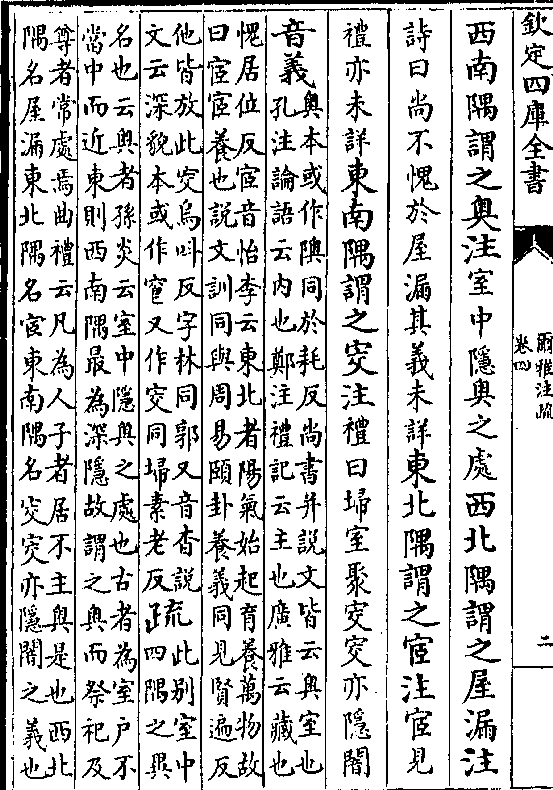 欽定四庫全書
爾雅注疏
卷四
二
西南隅謂之奥注室中隱奥之處西北隅謂之屋漏注
詩曰尚不愧於屋漏其義未詳東北隅謂之宧注宧見
禮亦未詳東南隅謂之窔注禮曰埽室聚窔窔亦隱闇
音義
奥本或作隩同於耗反尚書并説文皆云奥室也
孔注論語云内也鄭注禮記云主也廣雅云藏也
愧居位反宧音怡李云東北者陽氣始起育養萬物故
曰宧宧養也説文訓同與周易頤卦養義同見賢遍反
他皆放此窔烏呌反字林同郭又音杳説
文云深貌本或作窅又作窔同埽素老反
疏
此别室中
四隅之異
名也云奥者孫炎云室中隱奥之處也古者為室户不
當中而近東則西南隅最為深隱故謂之奥而祭祀及
尊者常處焉曲禮云凡為人子者居不主奥是也西北
隅名屋漏東北隅名宧東南隅名窔窔亦隱闇之義也